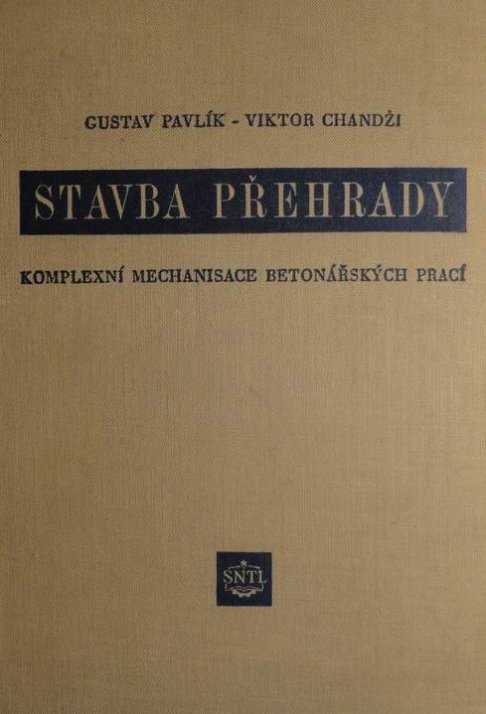 GUSTAV PAVLÍK - VIKTOR CHANDŽI
STAVBA PŘEHRADY
KOMPLEXNÍ MECHANISACE BETONÁŘSKÝCH PRACÍ
SNTL